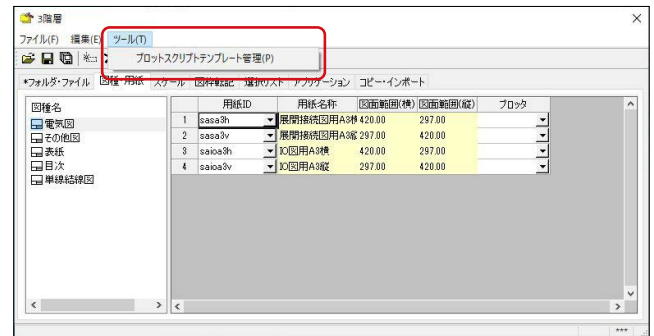 3階層
ファイル(F) 編集(E) ツール(T)
プロットスクリプトテンプレート管理(P)
*フォルダ・ファイル 図種・用紙 スケール 図枠転記 選択リスト アプリケーション コピー・インポート
図種名
電気図
その他図
表紙
目次
単線結線図
用紙ID 用紙名称 図面範囲(横) 図面範囲(縦) プロッタ
1 sasa3h 展開接続図用A3横 420.00 297.00
2 sasa3v 展開接続図用A3縦 297.00 420.00
3 saioa3h IO図用A3横 420.00 297.00
4 saioa3v IO図用A3縦 297.00 420.00
***